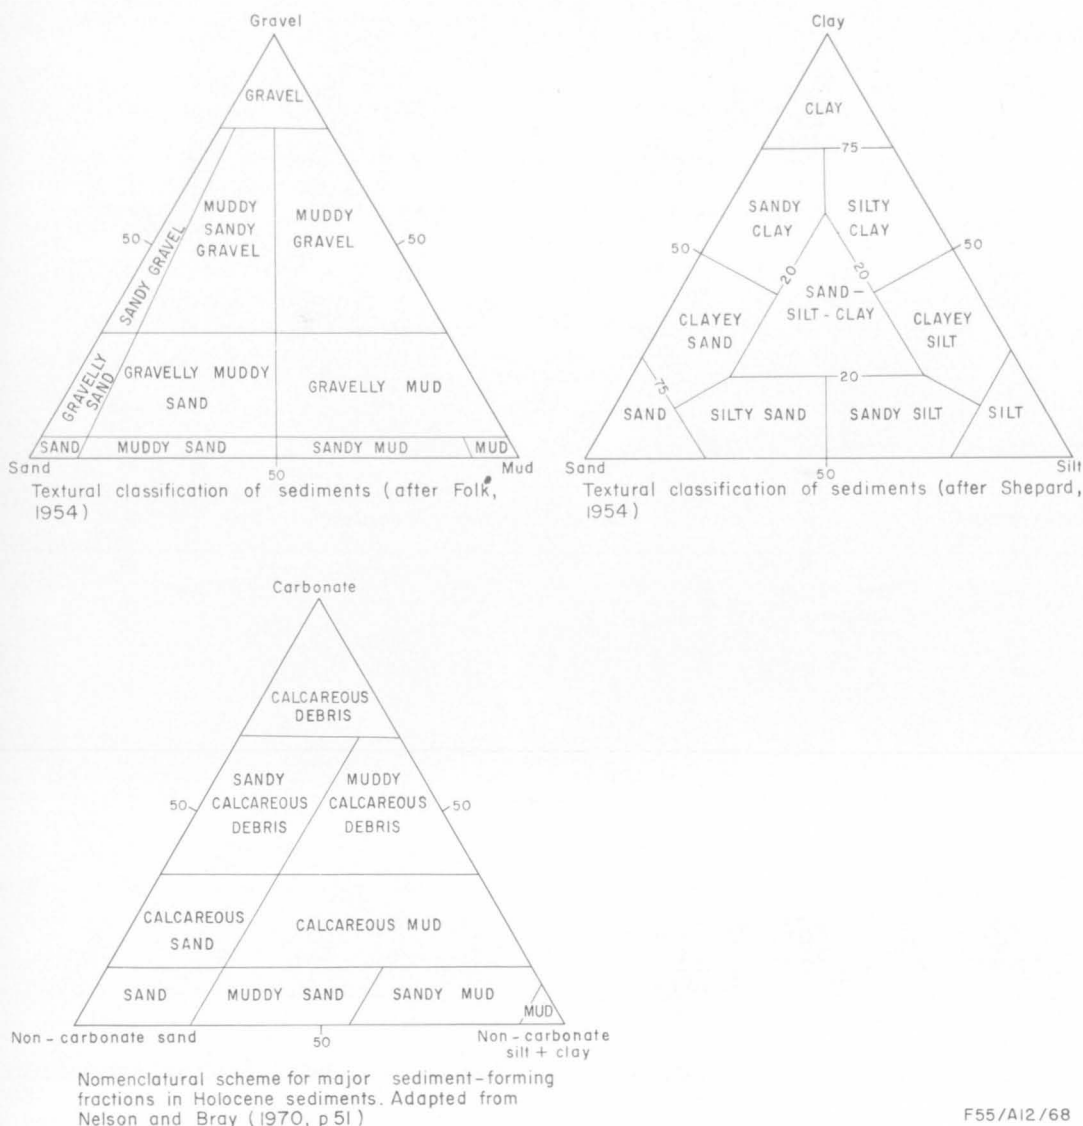 Gravel
GRAVEL
MUDDY
SANDY
GRAVEL
MUDDY
GRAVEL
50
50
SANDY GRAVEL
GRAVELLY
SAND
GRAVELLY MUDDY
SAND
GRAVELLY MUD
SAND
MUDDY SAND
SANDY MUD
MUD
Sand
50
Mud
Textural classification of sediments (after Folk,
1954)
Clay
CLAY
75
SANDY
CLAY
SILTY
CLAY
50
50
20
20
SAND-
SILT-CLAY
CLAYEY
SAND
CLAYEY
SILT
75
20
SAND
SILTY SAND
SANDY SILT
SILT
Sand
50
Silt
Textural classification of sediments (after Shepard,
1954)
Carbonate
CALCAREOUS
DEBRIS
SANDY
CALCAREOUS
DEBRIS
MUDDY
CALCAREOUS
DEBRIS
50
50
CALCAREOUS
SAND
CALCAREOUS MUD
SAND
MUDDY SAND
SANDY MUD
MUD
Non-carbonate sand
50
Non-carbonate
silt + clay
Nomenclatural scheme for major sediment-forming
fractions in Holocene sediments. Adapted from
Nelson and Bray (1970, p 51)
F55/A12/68